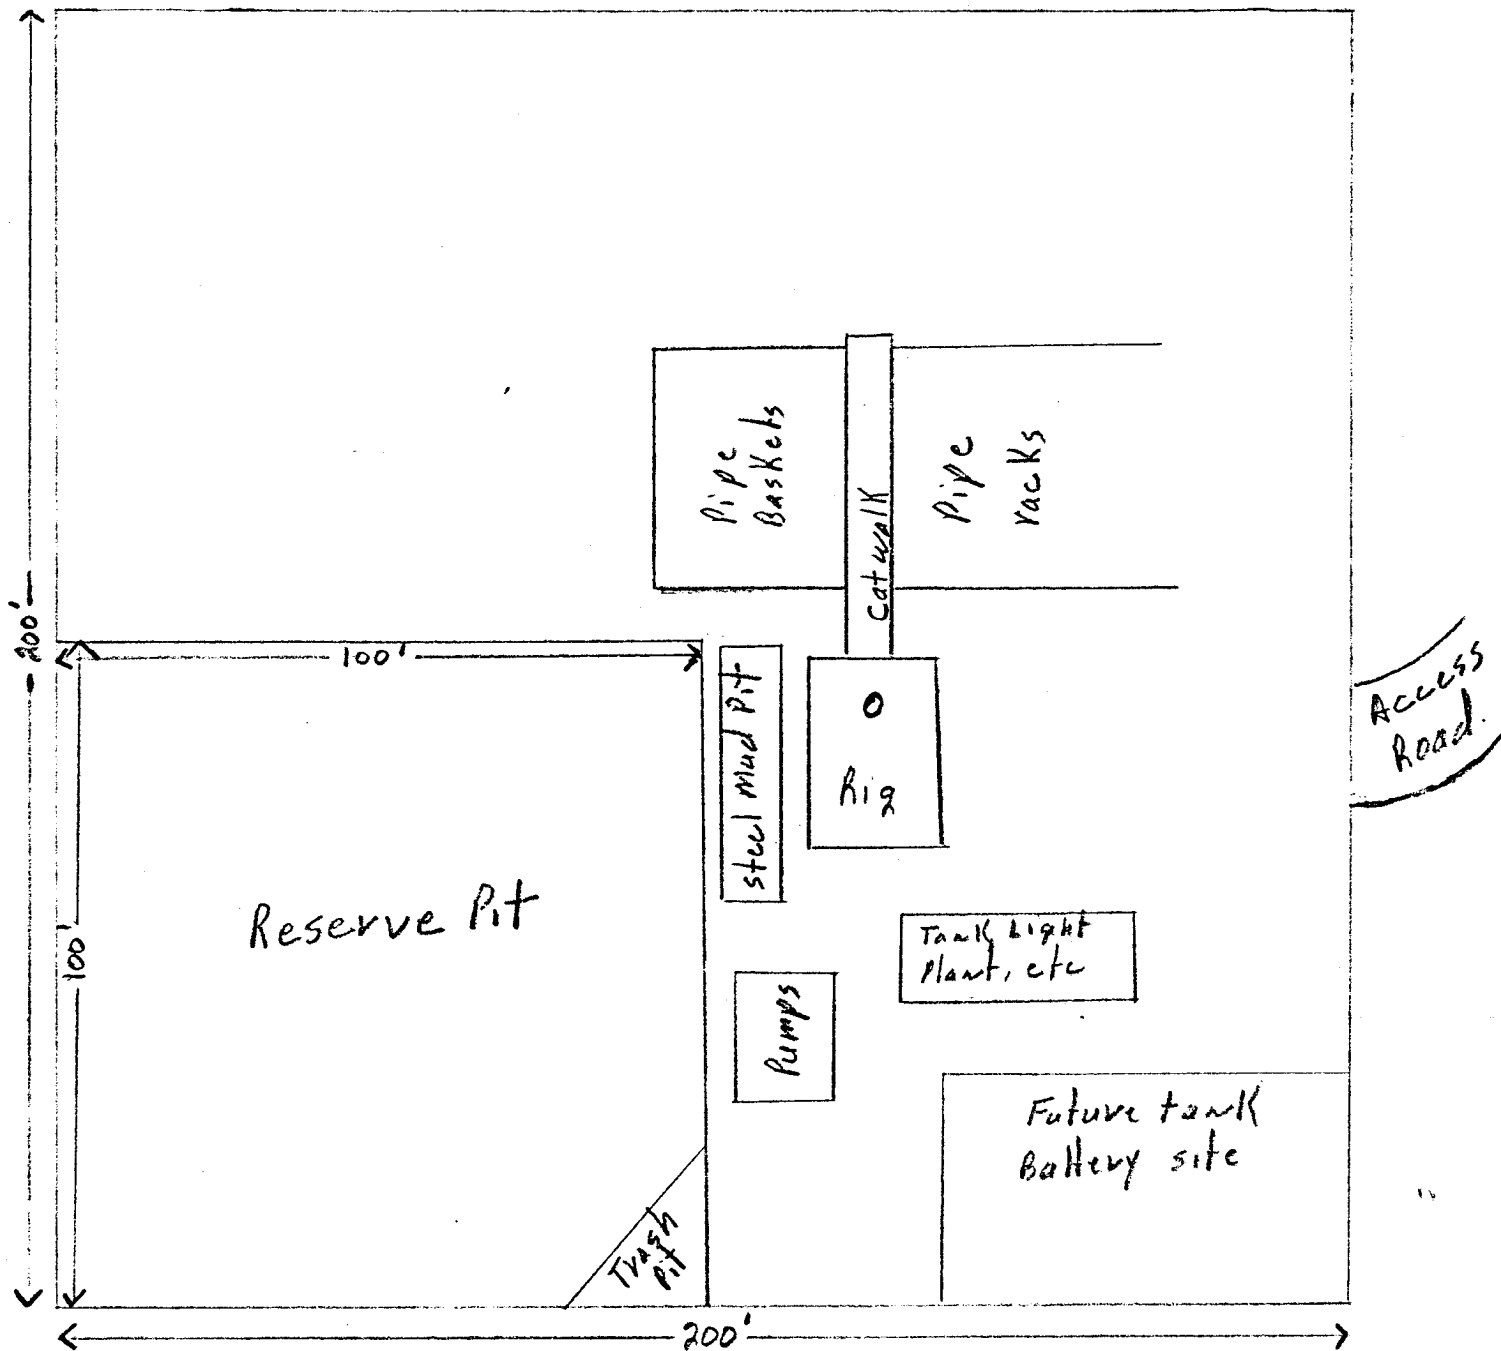 Pipe
Baskets
catwalk
Pipe
racks
200'
100'
steel Mud Pit
O
Rig
Access
Road.
Reserve Pit
100'
Tank, Light
Plant, etc
Pumps
Future tank
Battery site
Trash
Pit
200'